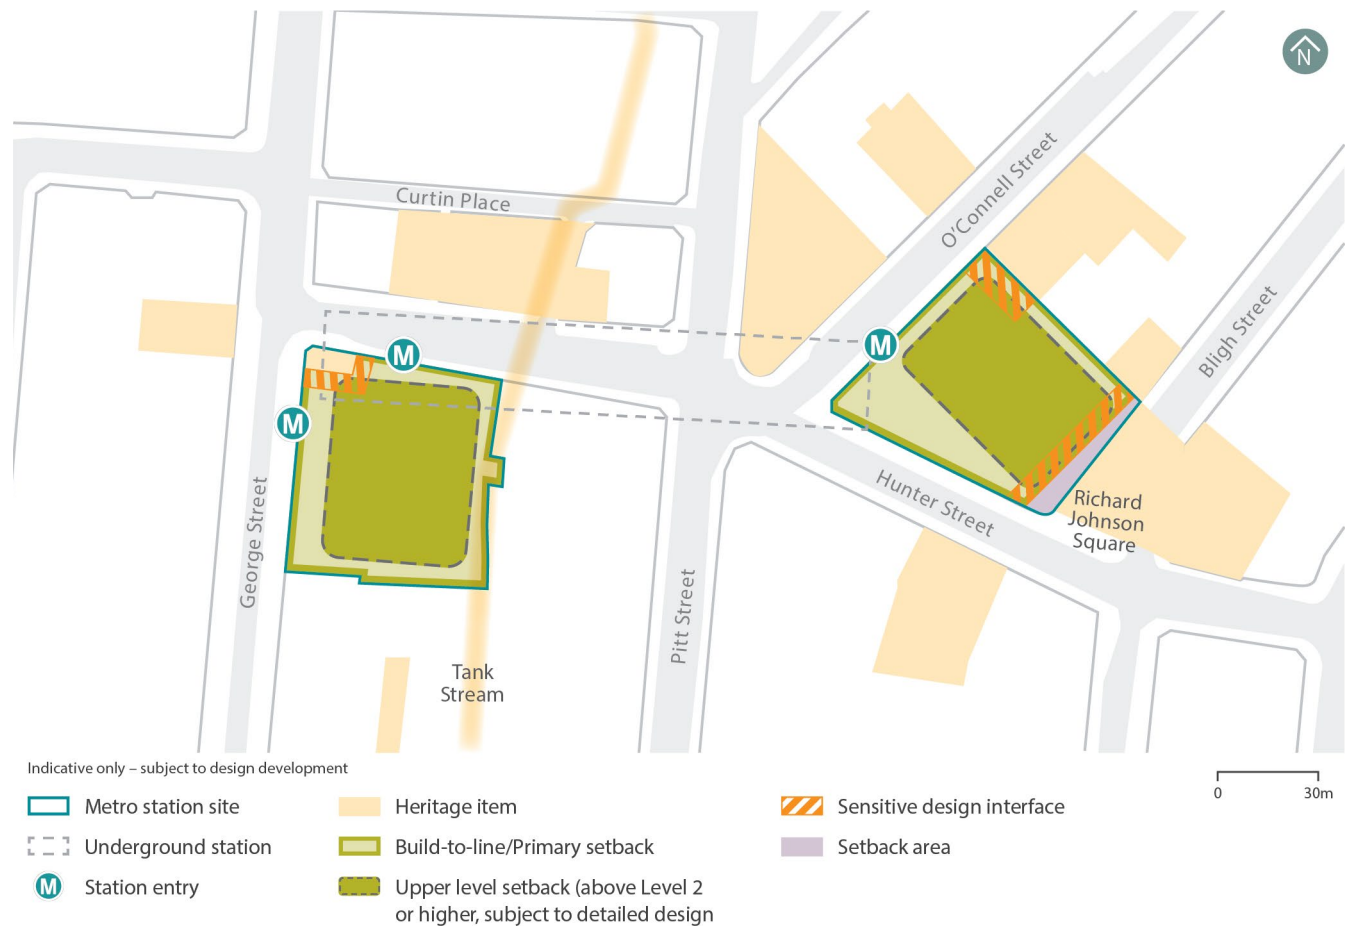 N
Curtin Place
O'Connell Street
M
M
M
Bligh Street
George Street
Hunter Street
Richard
Johnson
Square
Pitt Street
Tank
Stream
Indicative only – subject to design development
0
30m
Metro station site
Heritage item
Sensitive design interface
Underground station
Build-to-line/Primary setback
Setback area
M
Station entry
Upper level setback (above Level 2
or higher, subject to detailed design